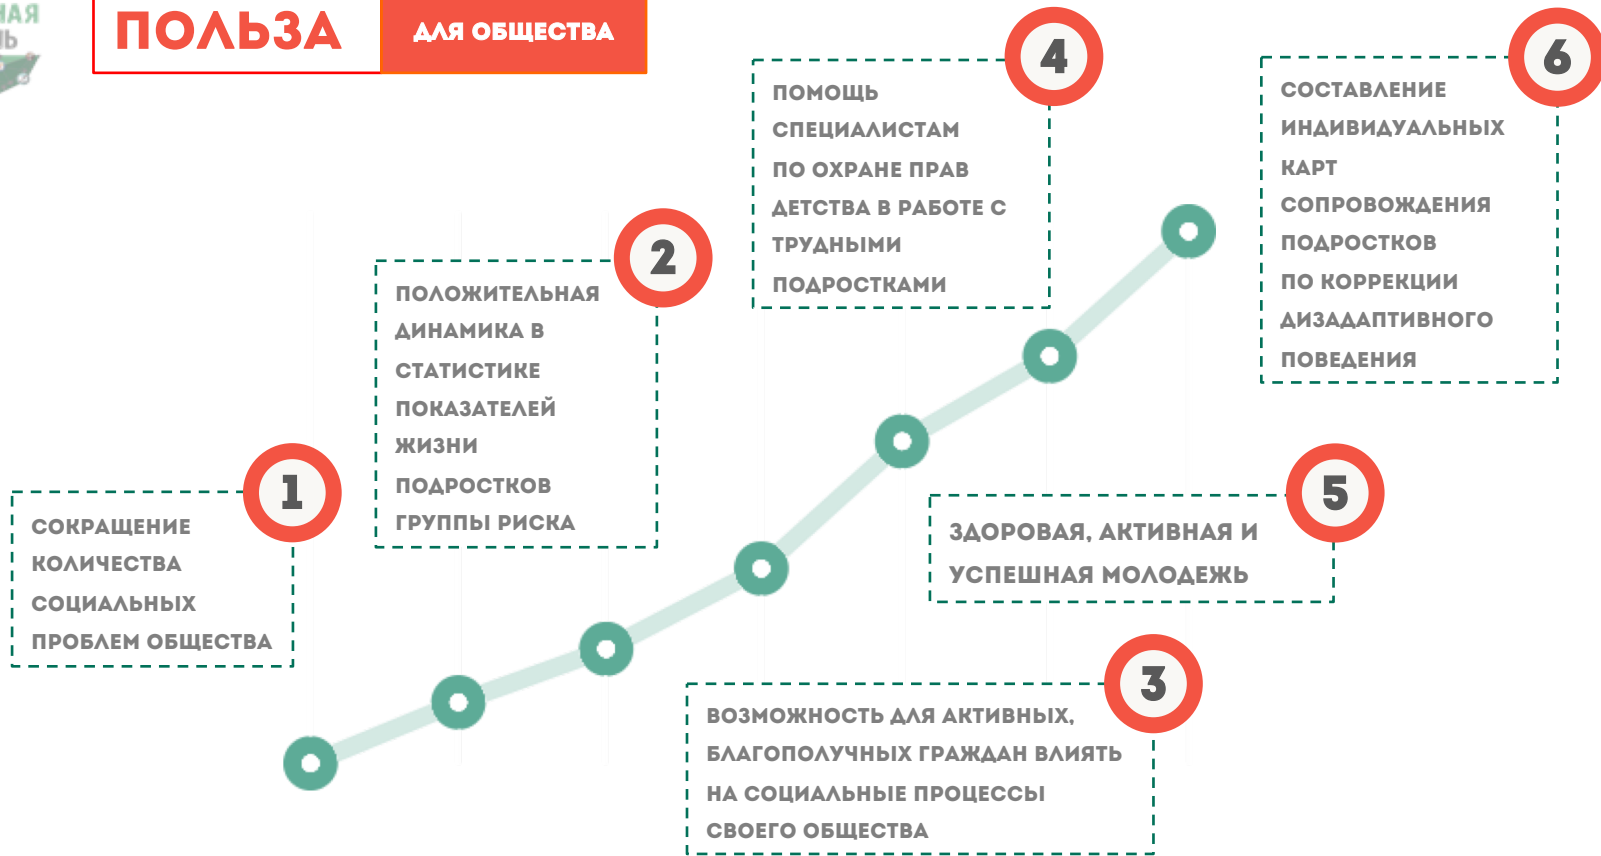 НАЯ
ПОЛЬЗА
ДЛЯ ОБЩЕСТВА
1
СОКРАЩЕНИЕ
КОЛИЧЕСТВА
СОЦИАЛЬНЫХ
ПРОБЛЕМ ОБЩЕСТВА
2
ПОЛОЖИТЕЛЬНАЯ
ДИНАМИКА В
СТАТИСТИКЕ
ПОКАЗАТЕЛЕЙ
ЖИЗНИ
ПОДРОСТКОВ
ГРУППЫ РИСКА
3
ВОЗМОЖНОСТЬ ДЛЯ АКТИВНЫХ,
БЛАГОПОЛУЧНЫХ ГРАЖДАН ВЛИЯТЬ
НА СОЦИАЛЬНЫЕ ПРОЦЕССЫ
СВОЕГО ОБЩЕСТВА
4
ПОМОЩЬ
СПЕЦИАЛИСТАМ
ПО ОХРАНЕ ПРАВ
ДЕТСТВА В РАБОТЕ С
ТРУДНЫМИ
ПОДРОСТКАМИ
5
ЗДОРОВАЯ, АКТИВНАЯ И
УСПЕШНАЯ МОЛОДЕЖЬ
6
СОСТАВЛЕНИЕ
ИНДИВИДУАЛЬНЫХ
КАРТ
СОПРОВОЖДЕНИЯ
ПОДРОСТКОВ
ПО КОРРЕКЦИИ
ДИЗАДАПТИВНОГО
ПОВЕДЕНИЯ